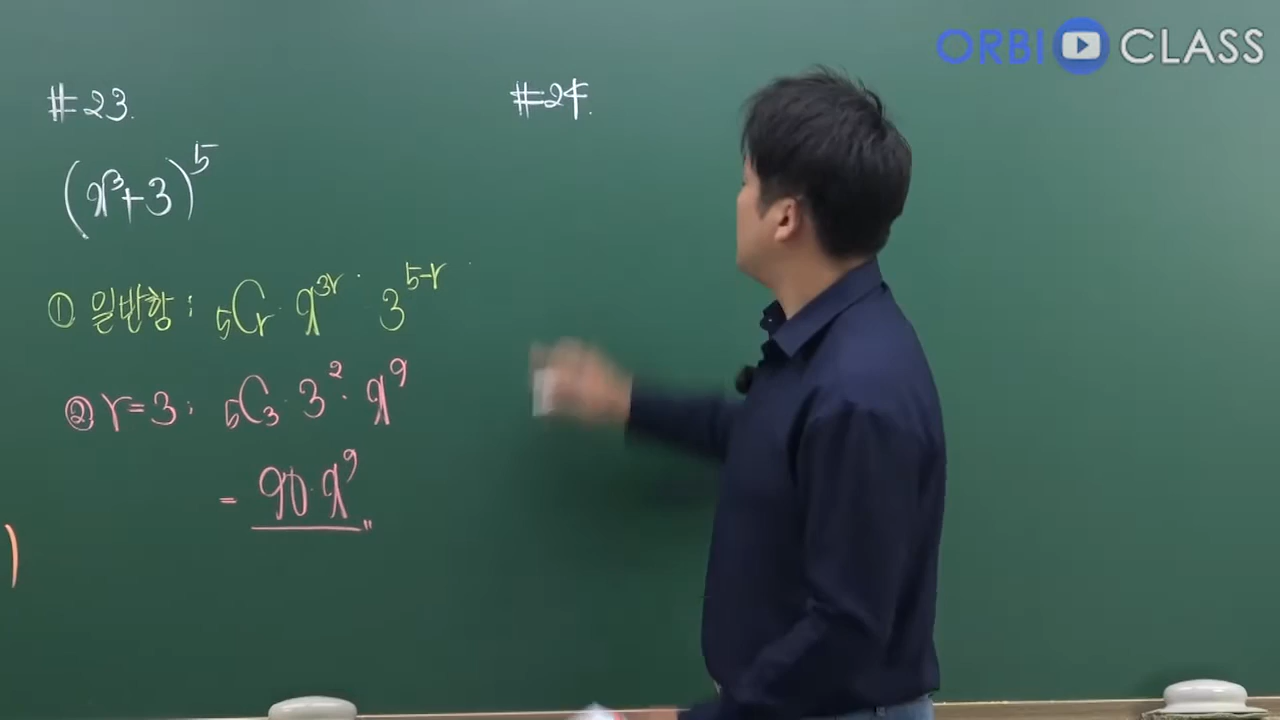 ORBI CLASS
#23.
(x³+3)⁵
① 일반항 : ₅Cᵣ · x³ʳ · 3⁵⁻ʳ
② r=3 : ₅C₃ · 3² · x⁹
= 90 · x⁹
#24.